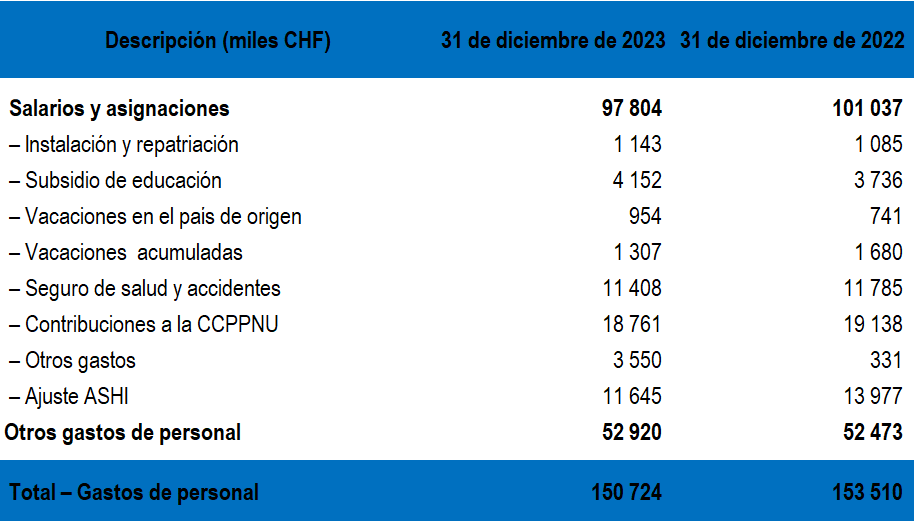 Descripción (miles CHF) 31 de diciembre de 2023 31 de diciembre de 2022
Salarios y asignaciones 97 804 101 037
– Instalación y repatriación 1 143 1 085
– Subsidio de educación 4 152 3 736
– Vacaciones en el país de origen 954 741
– Vacaciones acumuladas 1 307 1 680
– Seguro de salud y accidentes 11 408 11 785
– Contribuciones a la CCPPNU 18 761 19 138
– Otros gastos 3 550 331
– Ajuste ASHI 11 645 13 977
Otros gastos de personal 52 920 52 473
Total – Gastos de personal 150 724 153 510